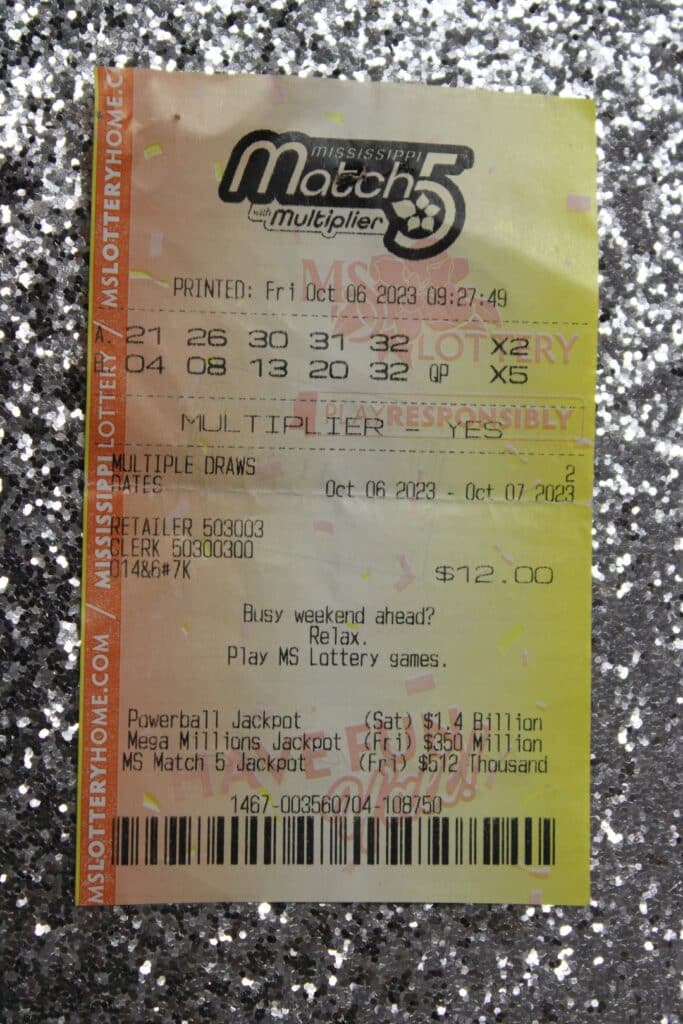 MISSISSIPPI
Match 5
with Multiplier
PRINTED: Fri Oct 06 2023 09:27:49
A. 21 26 30 31 32 X2
B. 04 08 13 20 32 QP X5
MS
LOTTERY
PLAY RESPONSIBLY
MULTIPLIER = YES
MULTIPLE DRAWS 2
DATES Oct 06 2023 - Oct 07 2023
RETAILER 503003
CLERK 50300300
014&6#7K
$12.00
Busy weekend ahead?
Relax.
Play MS Lottery games.
Powerball Jackpot (Sat) $1.4 Billion
Mega Millions Jackpot (Fri) $350 Million
MS Match 5 Jackpot (Fri) $512 Thousand
HAVE FUN
1467-003560704-108750
MSLOTTERYHOME.COM / MISSISSIPPI LOTTERY / MSLOTTERYHOME.C